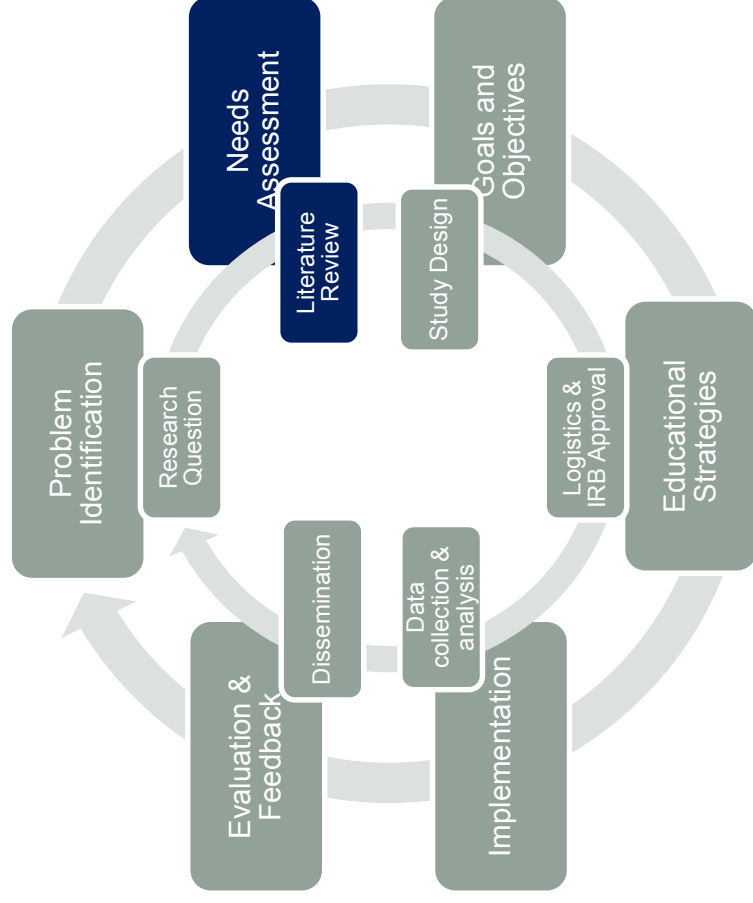 Problem
Identification
Needs
Assessment
Goals and
Objectives
Educational
Strategies
Implementation
Evaluation &
Feedback
Research
Question
Literature
Review
Study Design
Logistics &
IRB Approval
Data
collection &
analysis
Dissemination